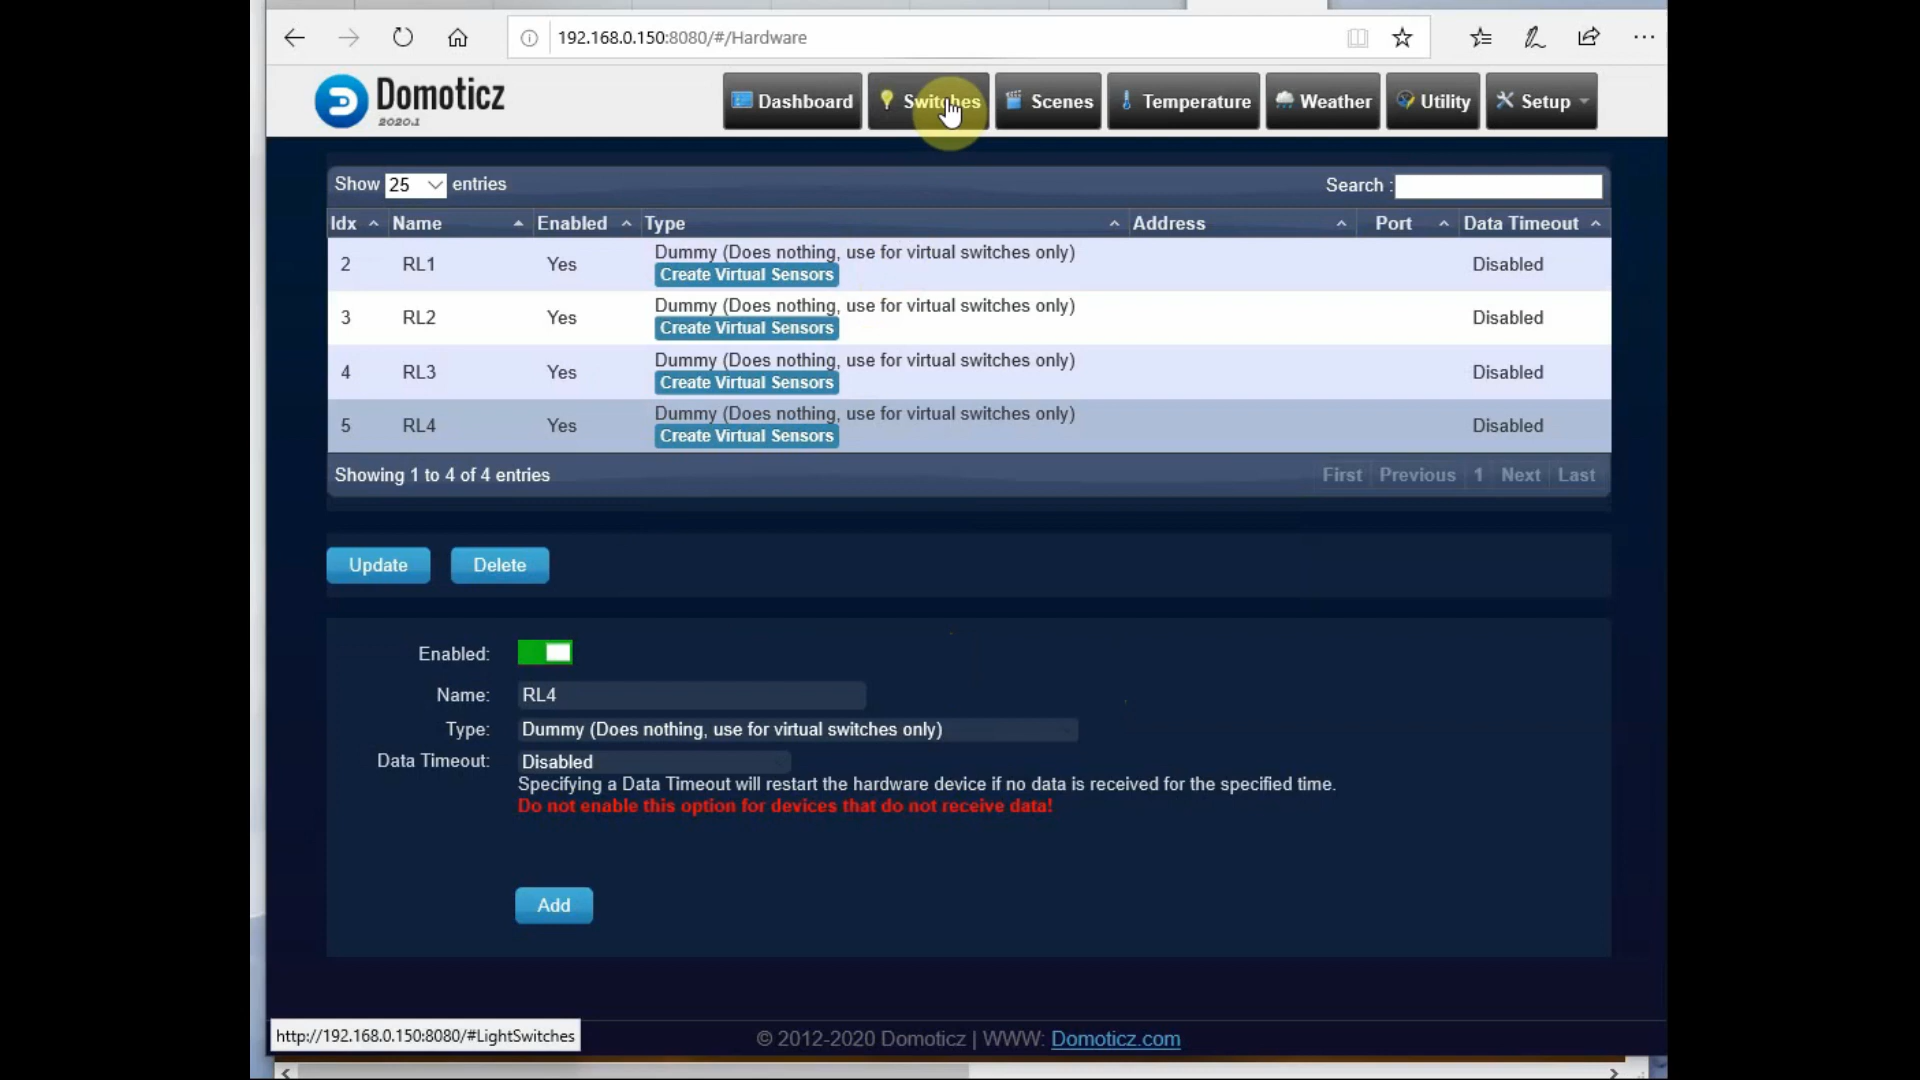 192.168.0.150:8080/#/Hardware
Domoticz
2020.1
Dashboard Switches Scenes Temperature Weather Utility Setup
Show 25 entries Search :
Idx Name Enabled Type Address Port Data Timeout
2 RL1 Yes Dummy (Does nothing, use for virtual switches only) Disabled
Create Virtual Sensors
3 RL2 Yes Dummy (Does nothing, use for virtual switches only) Disabled
Create Virtual Sensors
4 RL3 Yes Dummy (Does nothing, use for virtual switches only) Disabled
Create Virtual Sensors
5 RL4 Yes Dummy (Does nothing, use for virtual switches only) Disabled
Create Virtual Sensors
Showing 1 to 4 of 4 entries First Previous 1 Next Last
Update Delete
Enabled:
Name: RL4
Type: Dummy (Does nothing, use for virtual switches only)
Data Timeout: Disabled
Specifying a Data Timeout will restart the hardware device if no data is received for the specified time.
Do not enable this option for devices that do not receive data!
Add
http://192.168.0.150:8080/#LightSwitches
© 2012-2020 Domoticz | WWW: Domoticz.com